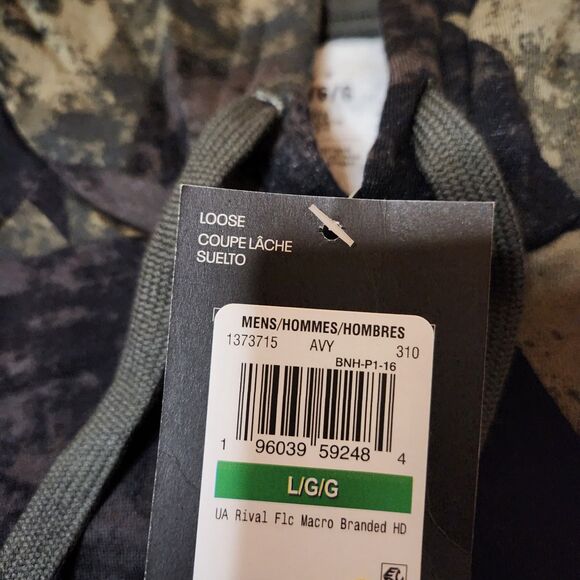 /G/G
LOOSE
COUPE LÂCHE
SUELTO
MENS/HOMMES/HOMBRES
1373715 AVY 310
BNH-P1-16
1 96039 59248 4
L/G/G
UA Rival Flc Macro Branded HD